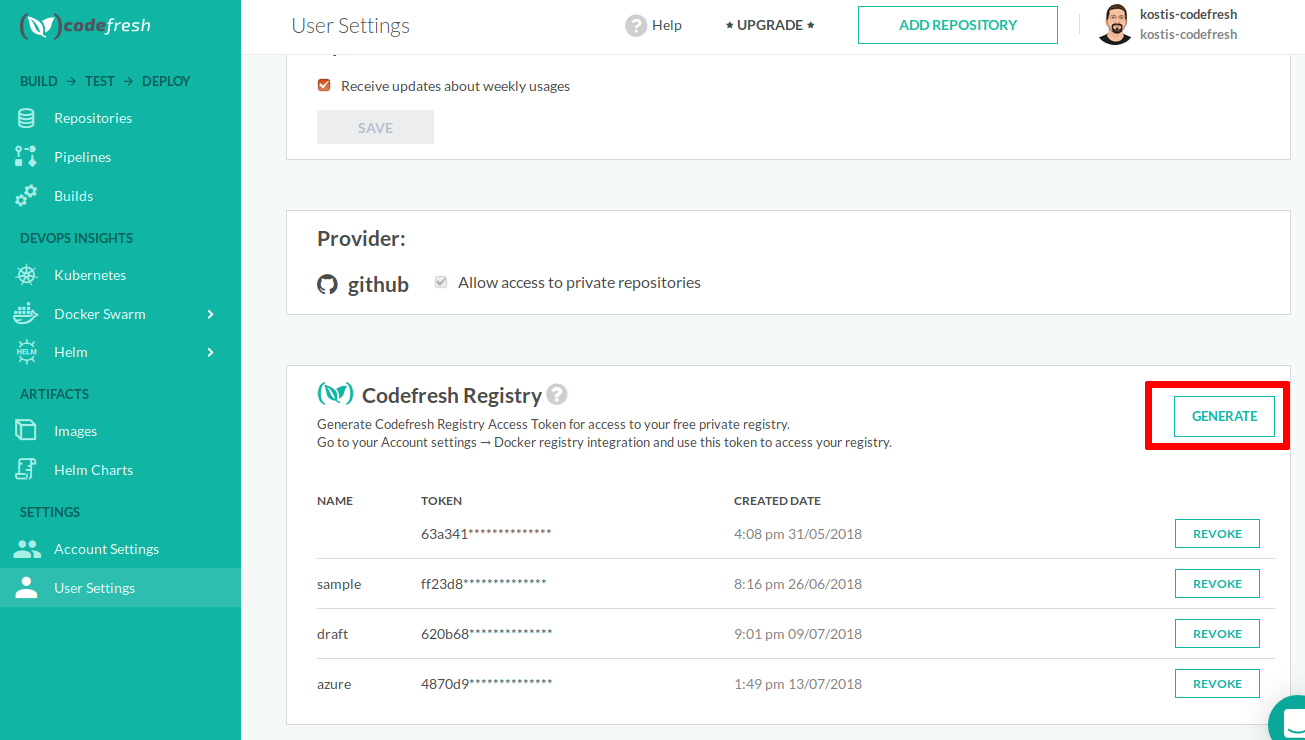 codefresh
User Settings
Help
★ UPGRADE ★
ADD REPOSITORY
kostis-codefresh
kostis-codefresh
BUILD → TEST → DEPLOY
Repositories
Pipelines
Builds
DEVOPS INSIGHTS
Kubernetes
Docker Swarm
Helm
ARTIFACTS
Images
Helm Charts
SETTINGS
Account Settings
User Settings
Receive updates about weekly usages
SAVE
Provider:
github
Allow access to private repositories
Codefresh Registry
Generate Codefresh Registry Access Token for access to your free private registry.
Go to your Account settings → Docker registry integration and use this token to access your registry.
GENERATE
NAME TOKEN CREATED DATE
63a341************** 4:08 pm 31/05/2018 REVOKE
sample ff23d8************** 8:16 pm 26/06/2018 REVOKE
draft 620b68************** 9:01 pm 09/07/2018 REVOKE
azure 4870d9************** 1:49 pm 13/07/2018 REVOKE